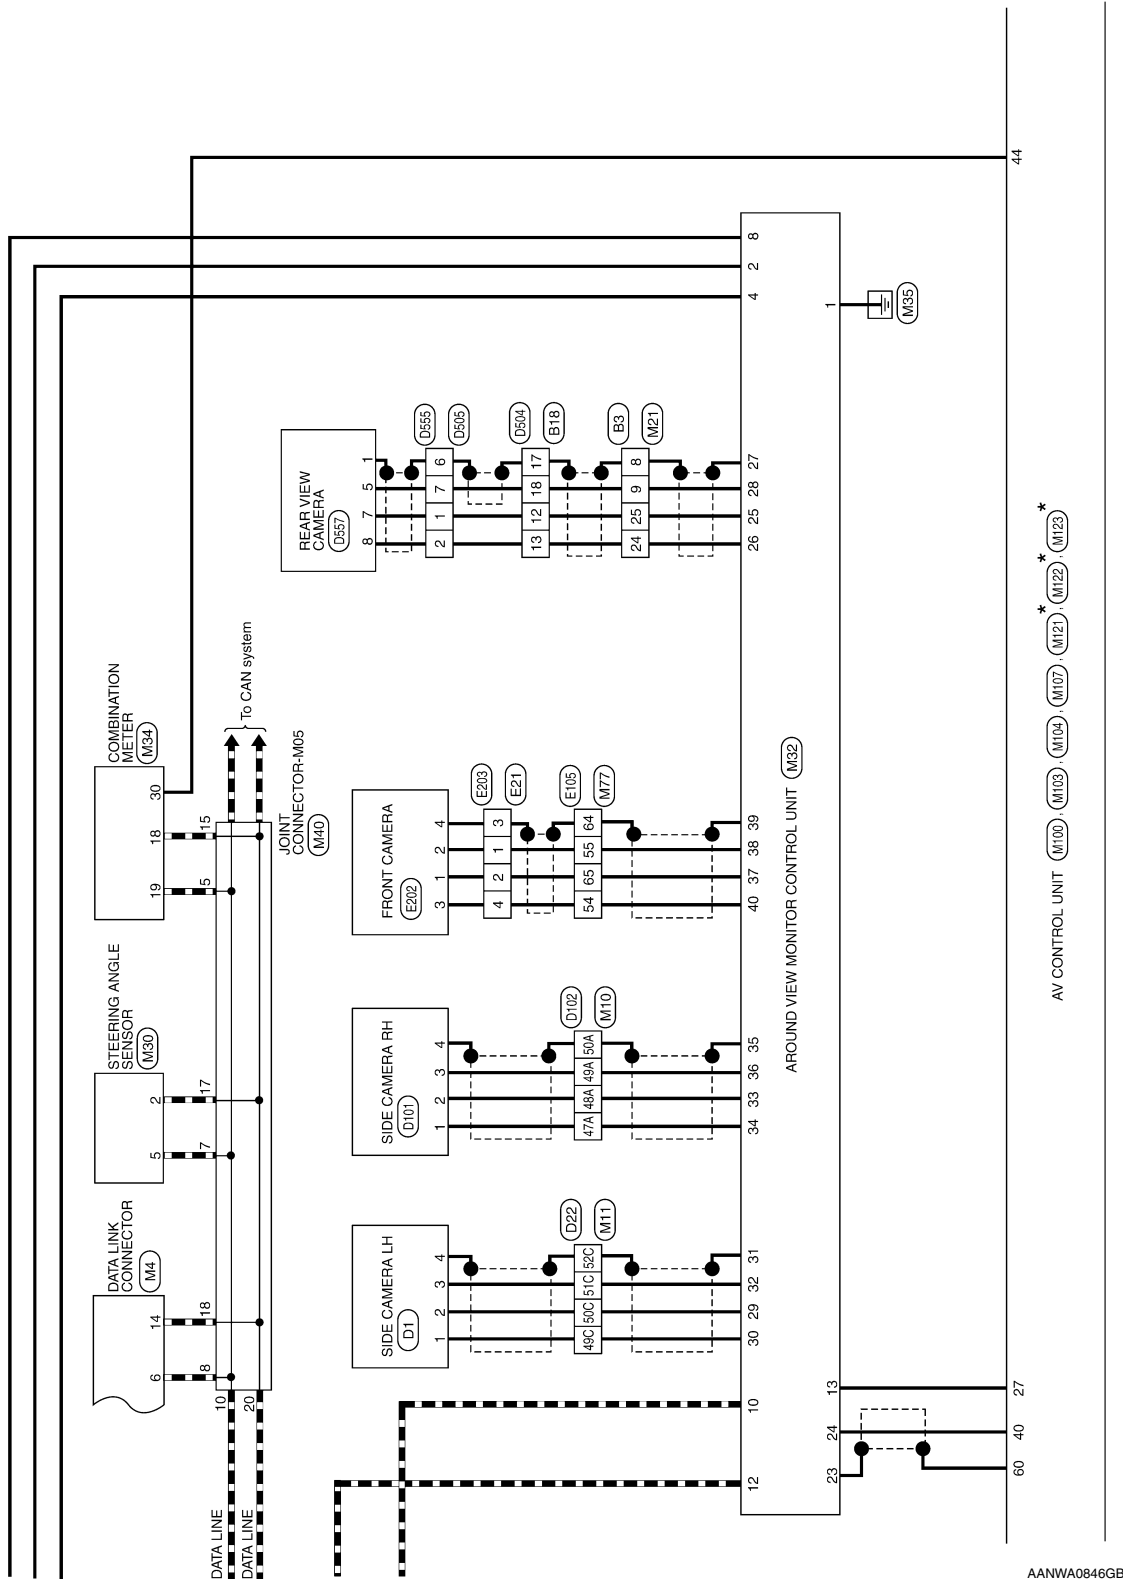 DATA LINE
DATA LINE
10
20
DATA LINK
CONNECTOR
M4
6
14
8
18
STEERING ANGLE
SENSOR
M30
5
2
7
17
COMBINATION
METER
M34
19
18
30
5
15
JOINT
CONNECTOR-M05
M40
To CAN system
SIDE CAMERA LH
D1
1
2
3
4
D22
49C
50C
51C
52C
M11
30
29
32
31
SIDE CAMERA RH
D101
1
2
3
4
D102
47A
48A
49A
50A
M10
34
33
36
35
FRONT CAMERA
E202
3
1
2
4
E203
4
2
1
3
E21
E105
54
65
55
64
M77
40
37
38
39
REAR VIEW
CAMERA
D557
8
7
5
1
D555
2
1
7
6
D505
D504
13
12
18
17
B18
B3
24
25
9
8
M21
26
25
28
27
12
10
4
2
8
44
AROUND VIEW MONITOR CONTROL UNIT M32
23
24
13
1
M35
60
40
27
AV CONTROL UNIT M100 , M103 , M104 , M107 , M121 * , M122 * , M123 *
AANWA0846GB